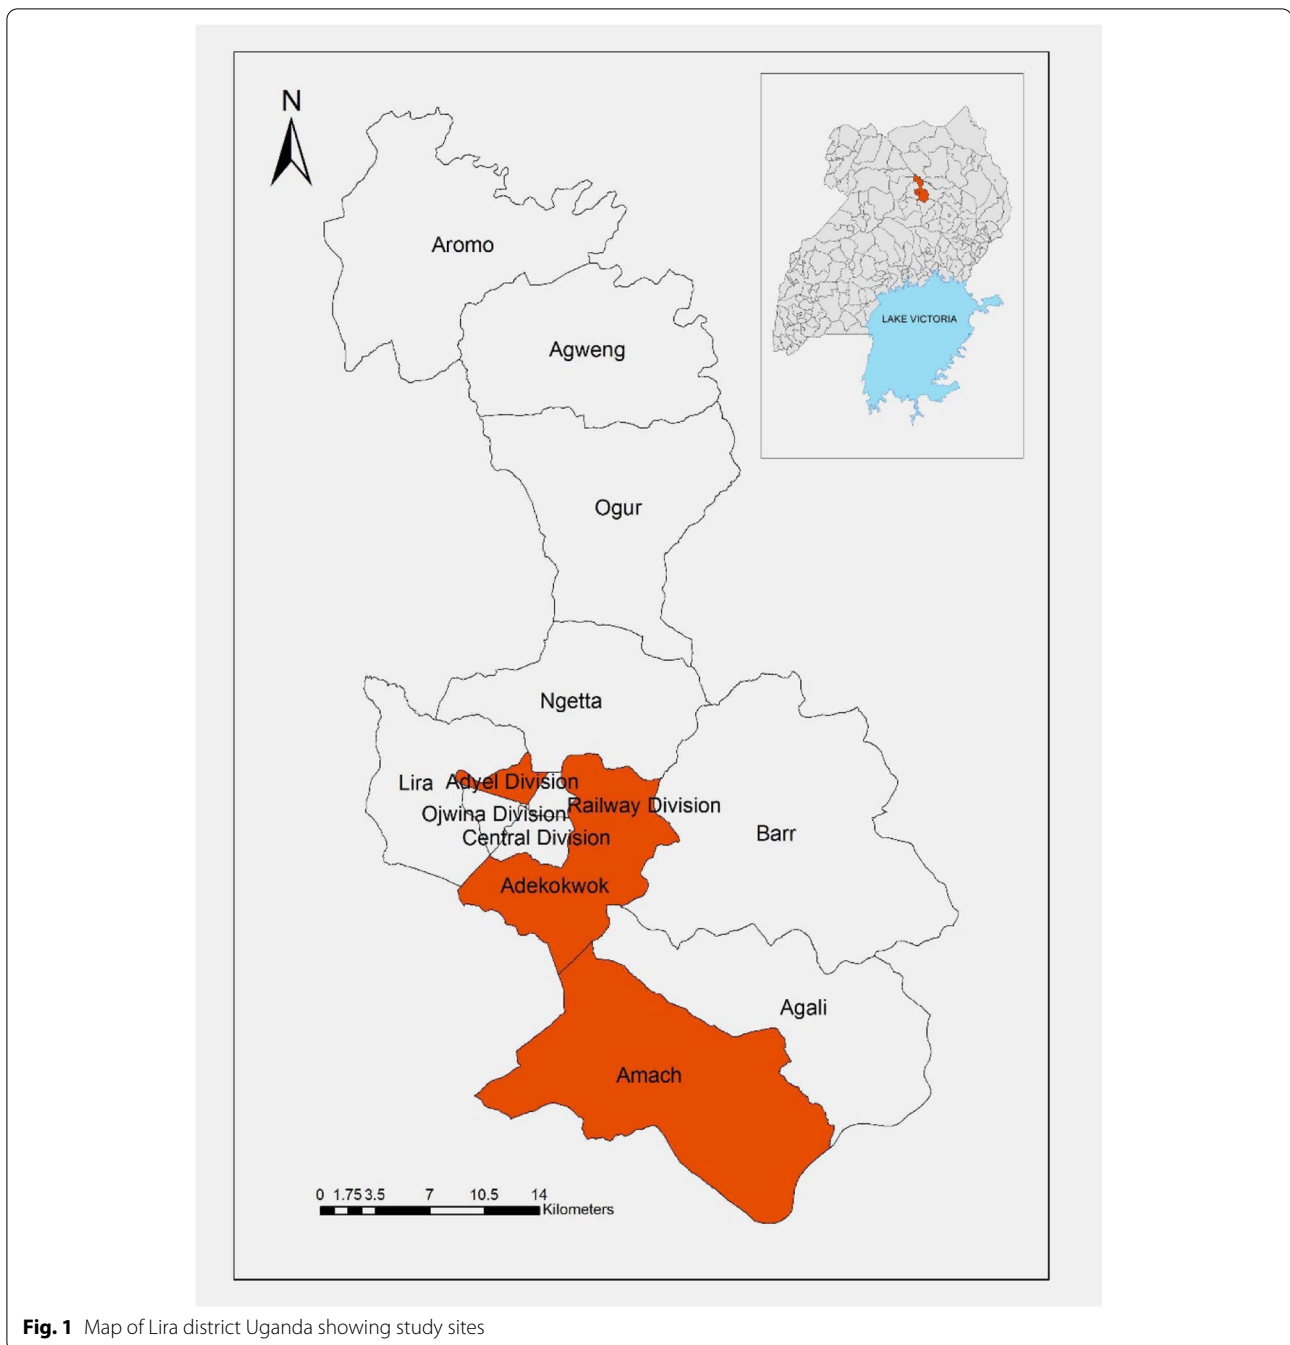 N
Aromo
LAKE VICTORIA
Agweng
Ogur
Ngetta
Lira
Adyel Division
Ojwina Division
Railway Division
Central Division
Barr
Adekokwok
Agali
Amach
0 1.75 3.5 7 10.5 14
Kilometers
Fig. 1 Map of Lira district Uganda showing study sites